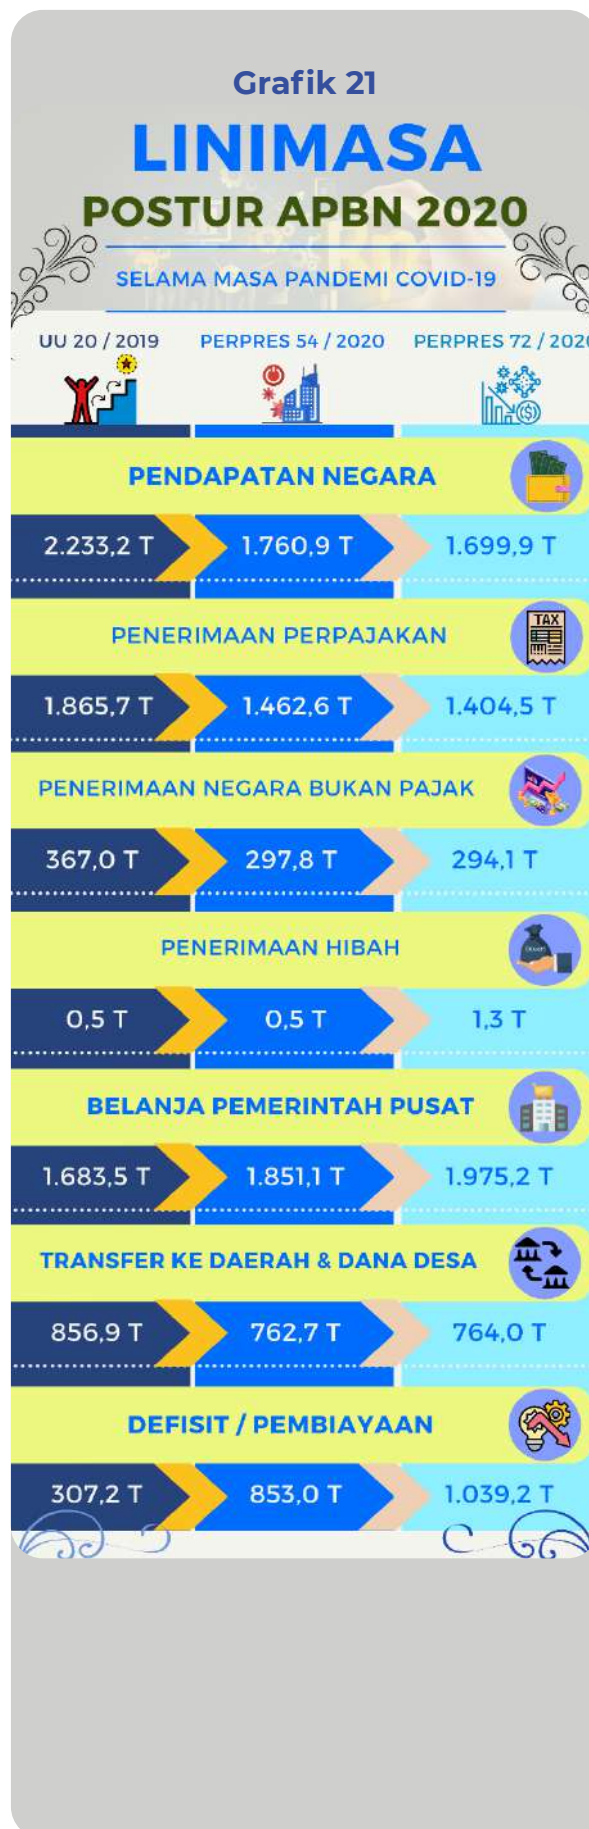 Grafik 21
LINIMASA
POSTUR APBN 2020
SELAMA MASA PANDEMI COVID-19
UU 20 / 2019 PERPRES 54 / 2020 PERPRES 72 / 2020
PENDAPATAN NEGARA
2.233,2 T 1.760,9 T 1.699,9 T
PENERIMAAN PERPAJAKAN
TAX
1.865,7 T 1.462,6 T 1.404,5 T
PENERIMAAN NEGARA BUKAN PAJAK
367,0 T 297,8 T 294,1 T
PENERIMAAN HIBAH
0,5 T 0,5 T 1,3 T
BELANJA PEMERINTAH PUSAT
1.683,5 T 1.851,1 T 1.975,2 T
TRANSFER KE DAERAH & DANA DESA
856,9 T 762,7 T 764,0 T
DEFISIT / PEMBIAYAAN
307,2 T 853,0 T 1.039,2 T